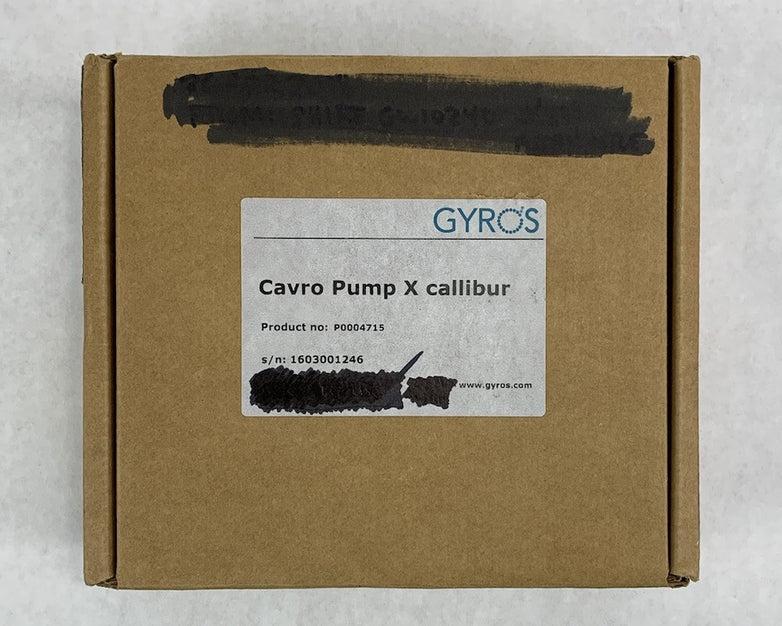 GYROS
Cavro Pump X callibur
Product no: P0004715
s/n: 1603001246
www.gyros.com